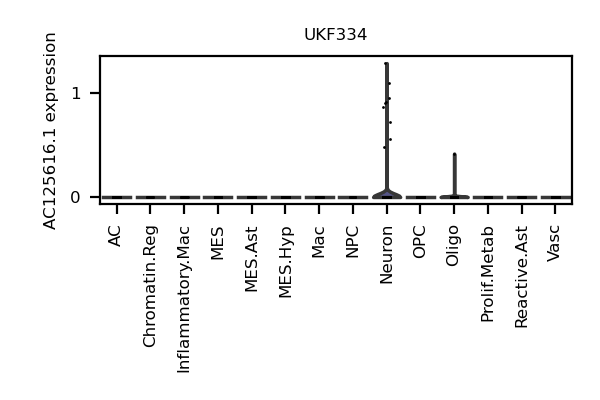 UKF334
AC125616.1 expression
1
0
AC
Chromatin.Reg
Inflammatory.Mac
MES
MES.Ast
MES.Hyp
Mac
NPC
Neuron
OPC
Oligo
Prolif.Metab
Reactive.Ast
Vasc